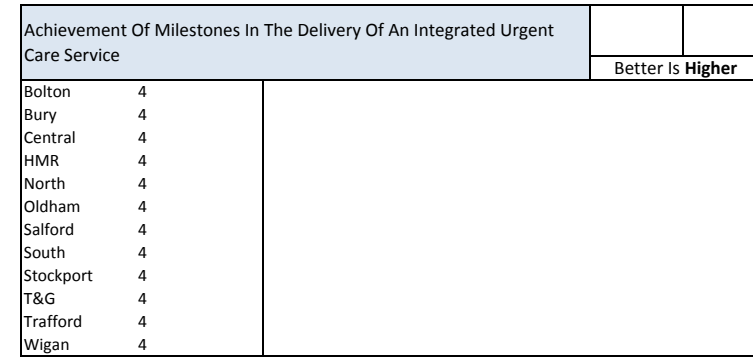 Achievement Of Milestones In The Delivery Of An Integrated Urgent
Care Service
Better Is Higher
Bolton 4
Bury 4
Central 4
HMR 4
North 4
Oldham 4
Salford 4
South 4
Stockport 4
T&G 4
Trafford 4
Wigan 4